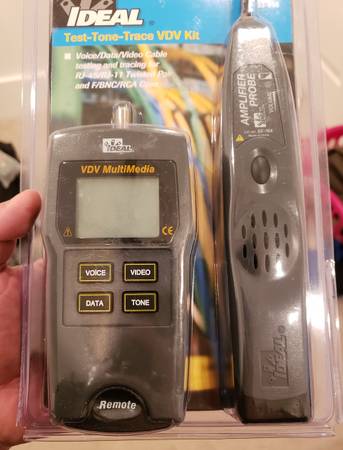 IDEAL
Test-Tone-Trace VDV Kit
• Voice/Data/Video Cable
testing and tracing for
RJ-45/RJ-11 Twisted Pair
and F/BNC/RCA Coax
IDEAL
VDV MultiMedia
CE
VOICE
VIDEO
DATA
TONE
Remote
AMPLIFIER
PROBE
VOLUME
IDEAL